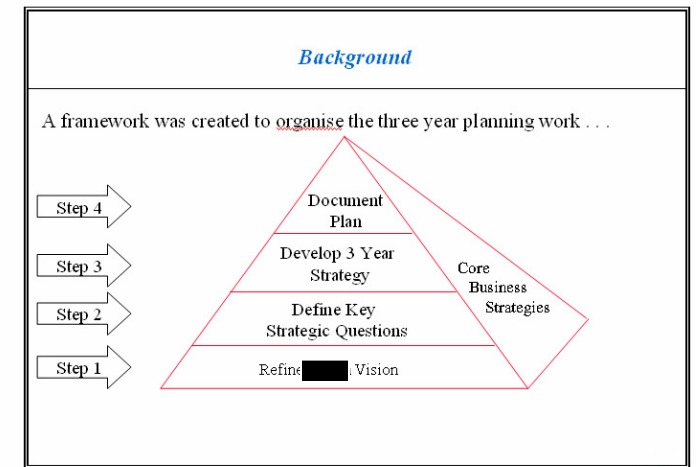 Background
A framework was created to organise the three year planning work . . .
Step 4
Document
Plan
Step 3
Develop 3 Year
Strategy
Core
Business
Strategies
Step 2
Define Key
Strategic Questions
Step 1
Refine Vision